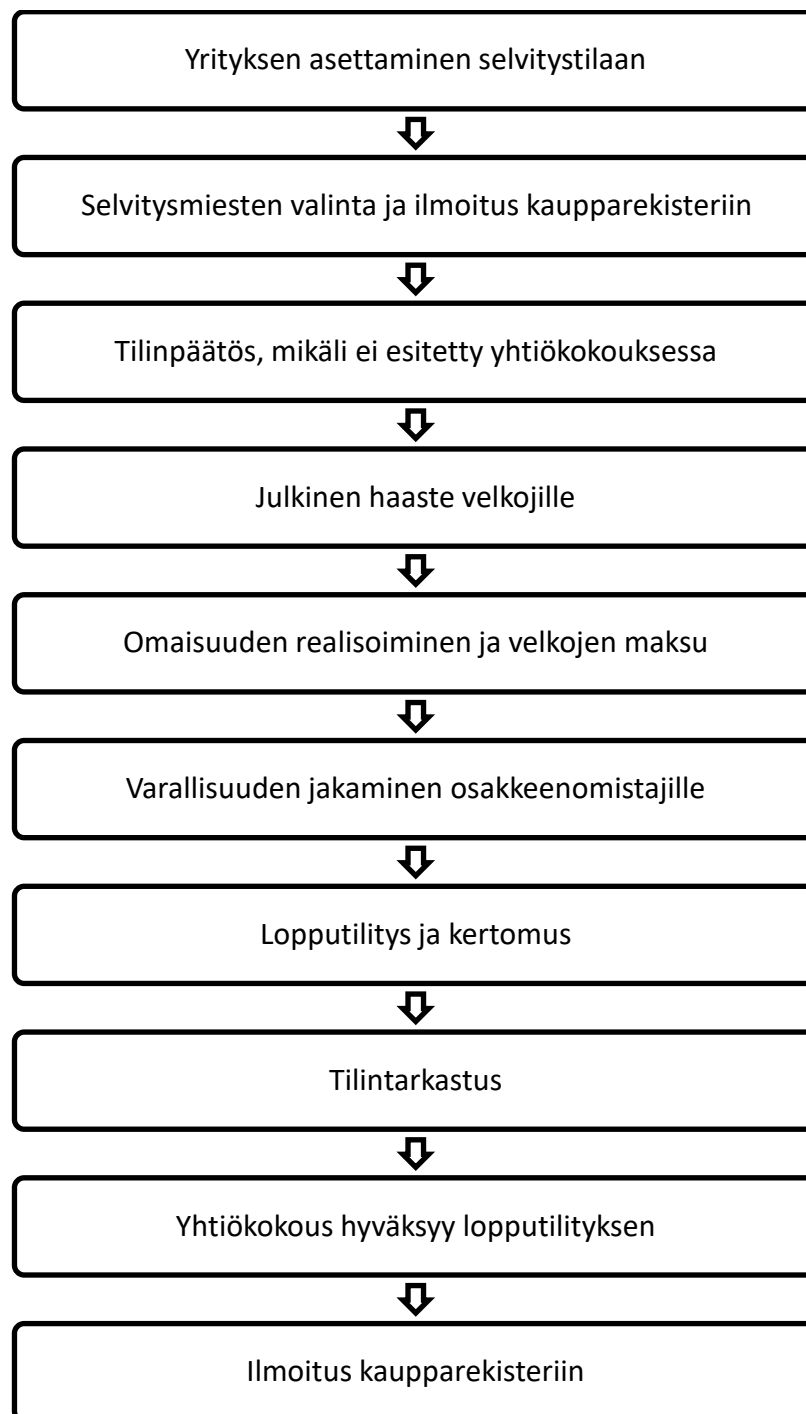 Yrityksen asettaminen selvitystilaan
Selvitysmiesten valinta ja ilmoitus kaupparekisteriin
Tilinpäätös, mikäli ei esitetty yhtiökokouksessa
Julkinen haaste velkojille
Omaisuuden realisoiminen ja velkojen maksu
Varallisuuden jakaminen osakkeenomistajille
Lopputilitys ja kertomus
Tilintarkastus
Yhtiökokous hyväksyy lopputilityksen
Ilmoitus kaupparekisteriin